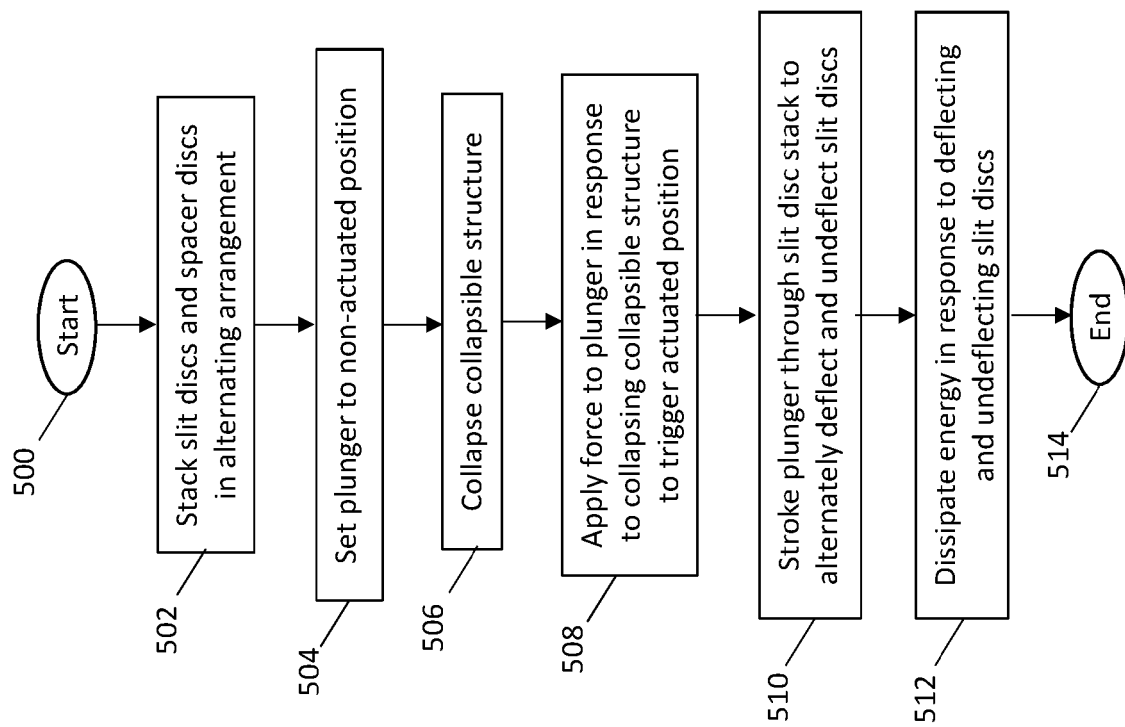 500
Start
502
Stack slit discs and spacer discs
in alternating arrangement
504
Set plunger to non-actuated position
506
Collapse collapsible structure
508
Apply force to plunger in response
to collapsing collapsible structure
to trigger actuated position
510
Stroke plunger through slit disc stack to
alternately deflect and undeflect slit discs
512
Dissipate energy in response to deflecting
and undeflecting slit discs
514
End